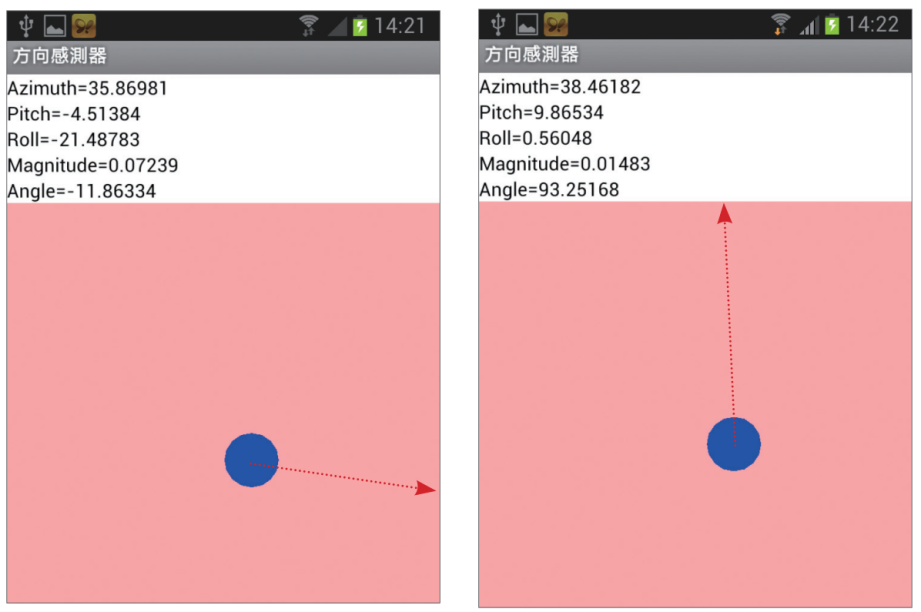 14:21
方向感測器
Azimuth=35.86981
Pitch=-4.51384
Roll=-21.48783
Magnitude=0.07239
Angle=-11.86334
14:22
方向感測器
Azimuth=38.46182
Pitch=9.86534
Roll=0.56048
Magnitude=0.01483
Angle=93.25168